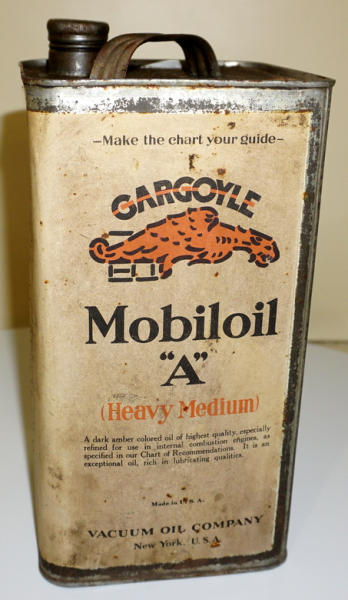 -Make the chart your guide-
GARGOYLE
Mobiloil
"A"
(Heavy Medium)
A dark amber colored oil of highest quality, especially
refined for use in internal combustion engines, as
specified in our Chart of Recommendations. It is an
exceptional oil, rich in lubricating qualities.
Made in U.S.A.
VACUUM OIL COMPANY
New York, U.S.A